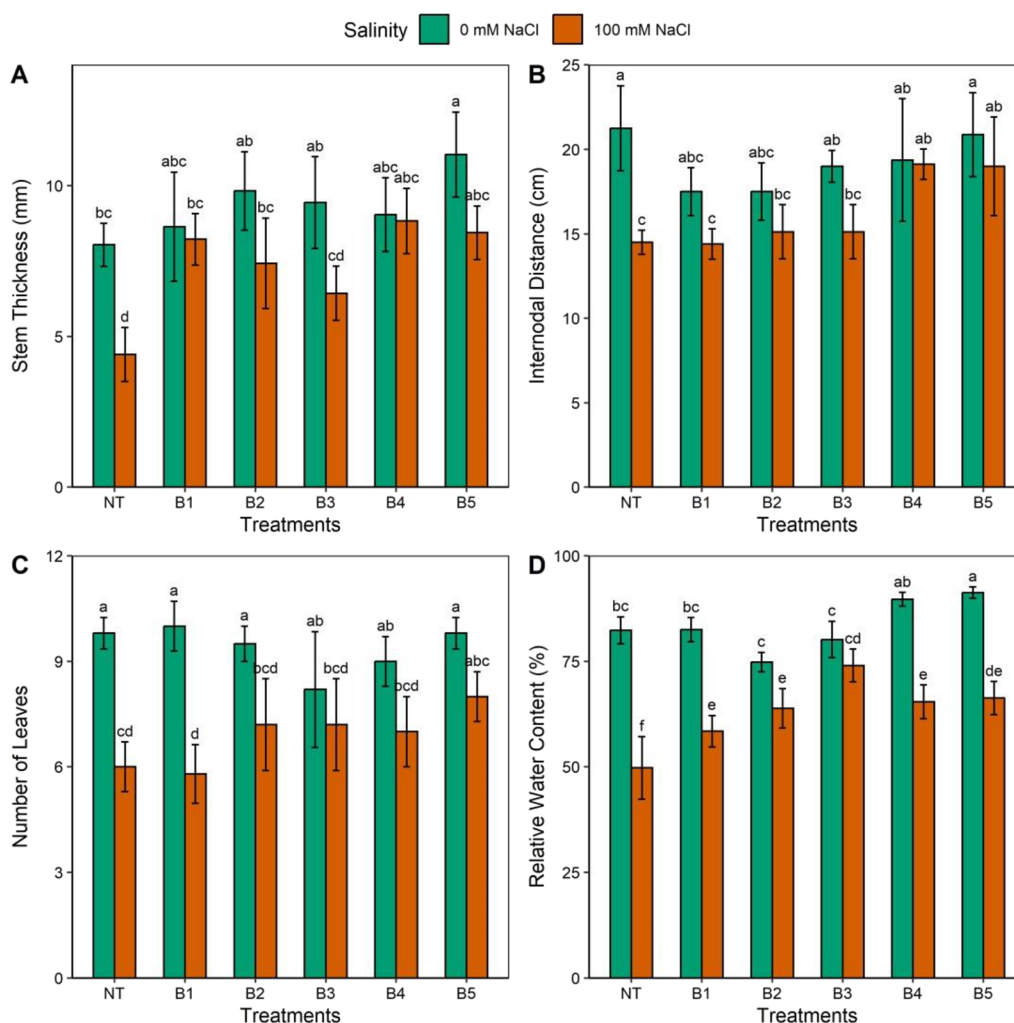 Salinity 0 mM NaCl 100 mM NaCl
A
Stem Thickness (mm)
10
5
0
bc d abc bc ab bc ab cd abc abc a abc
NT B1 B2 B3 B4 B5
Treatments
B
Internodal Distance (cm)
25
20
15
10
5
0
a c abc c abc bc ab bc ab ab a ab
NT B1 B2 B3 B4 B5
Treatments
C
Number of Leaves
12
9
6
3
0
a cd a d a bcd ab bcd ab bcd a abc
NT B1 B2 B3 B4 B5
Treatments
D
Relative Water Content (%)
100
75
50
25
0
bc f bc e c e c cd ab e a de
NT B1 B2 B3 B4 B5
Treatments